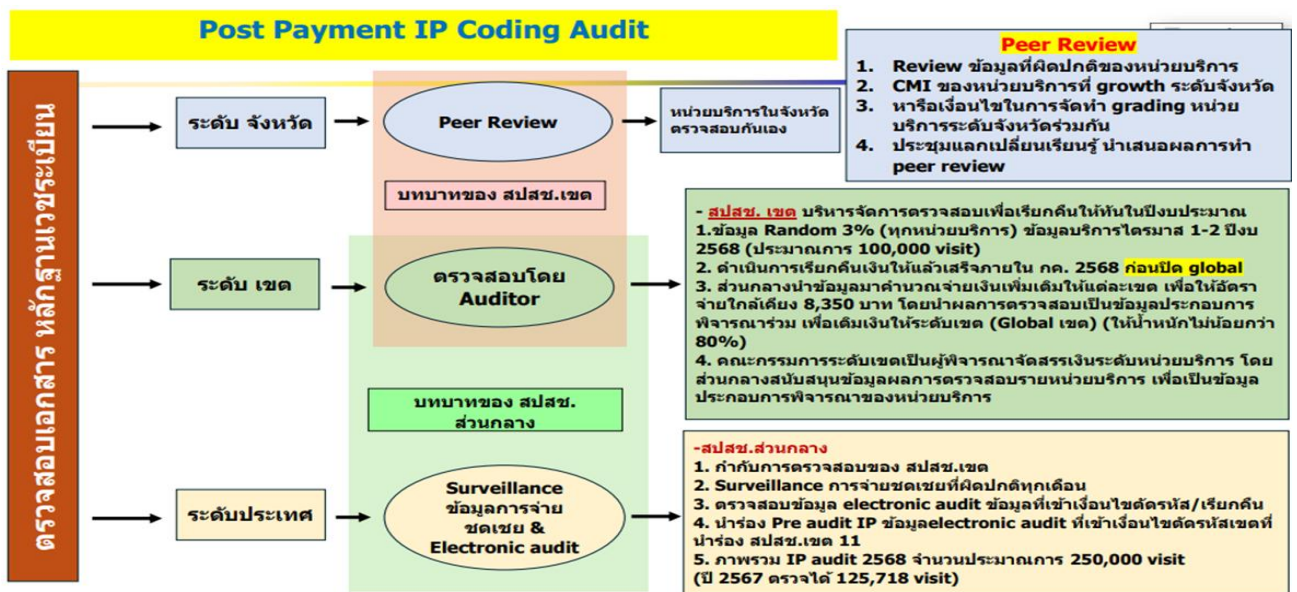 Post Payment IP Coding Audit
ตรวจสอบเอกสาร หลักฐานเวชระเบียน
ระดับ จังหวัด
Peer Review
หน่วยบริการในจังหวัด
ตรวจสอบกันเอง
Peer Review
1. Review ข้อมูลที่ผิดปกติของหน่วยบริการ
2. CMI ของหน่วยบริการที่ growth ระดับจังหวัด
3. หารือเงื่อนไขในการจัดทำ grading หน่วย
บริการระดับจังหวัดร่วมกัน
4. ประชุมแลกเปลี่ยนเรียนรู้ นำเสนอผลการทำ
peer review
บทบาทของ สปสช.เขต
ระดับ เขต
ตรวจสอบโดย
Auditor
- สปสช. เขต บริหารจัดการตรวจสอบเพื่อเรียกคืนให้ทันในปีงบประมาณ
1.ข้อมูล Random 3% (ทุกหน่วยบริการ) ข้อมูลบริการไตรมาส 1-2 ปีงบ
2568 (ประมาณการ 100,000 visit)
2. ดำเนินการเรียกคืนเงินให้แล้วเสร็จภายใน กค. 2568 ก่อนปิด global
3. ส่วนกลางนำข้อมูลมาคำนวณจ่ายเงินเพิ่มเติมให้แต่ละเขต เพื่อให้อัตรา
จ่ายใกล้เคียง 8,350 บาท โดยนำผลการตรวจสอบเป็นข้อมูลประกอบการ
พิจารณาร่วม เพื่อเติมเงินให้ระดับเขต (Global เขต) (ให้น้ำหนักไม่น้อยกว่า
80%)
4. คณะกรรมการระดับเขตเป็นผู้พิจารณาจัดสรรเงินระดับหน่วยบริการ โดย
ส่วนกลางสนับสนุนข้อมูลผลการตรวจสอบรายหน่วยบริการ เพื่อเป็นข้อมูล
ประกอบการพิจารณาของหน่วยบริการ
บทบาทของ สปสช.
ส่วนกลาง
ระดับประเทศ
Surveillance
ข้อมูลการจ่าย
ชดเชย &
Electronic audit
-สปสช.ส่วนกลาง
1. กำกับการตรวจสอบของ สปสช.เขต
2. Surveillance การจ่ายชดเชยที่ผิดปกติทุกเดือน
3. ตรวจสอบข้อมูล electronic audit ข้อมูลที่เข้าเงื่อนไขตัดรหัส/เรียกคืน
4. นำร่อง Pre audit IP ข้อมูลelectronic audit ที่เข้าเงื่อนไขตัดรหัสเขตที่
นำร่อง สปสช.เขต 11
5. ภาพรวม IP audit 2568 จำนวนประมาณการ 250,000 visit
(ปี 2567 ตรวจได้ 125,718 visit)